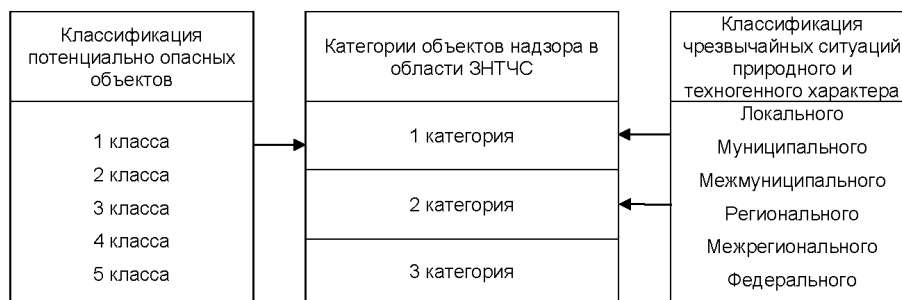 Классификация
потенциально опасных
объектов
1 класса
2 класса
3 класса
4 класса
5 класса
Категории объектов надзора в
области ЗНТЧС
1 категория
2 категория
3 категория
Классификация
чрезвычайных ситуаций
природного и
техногенного характера
Локального
Муниципального
Межмуниципального
Регионального
Межрегионального
Федерального